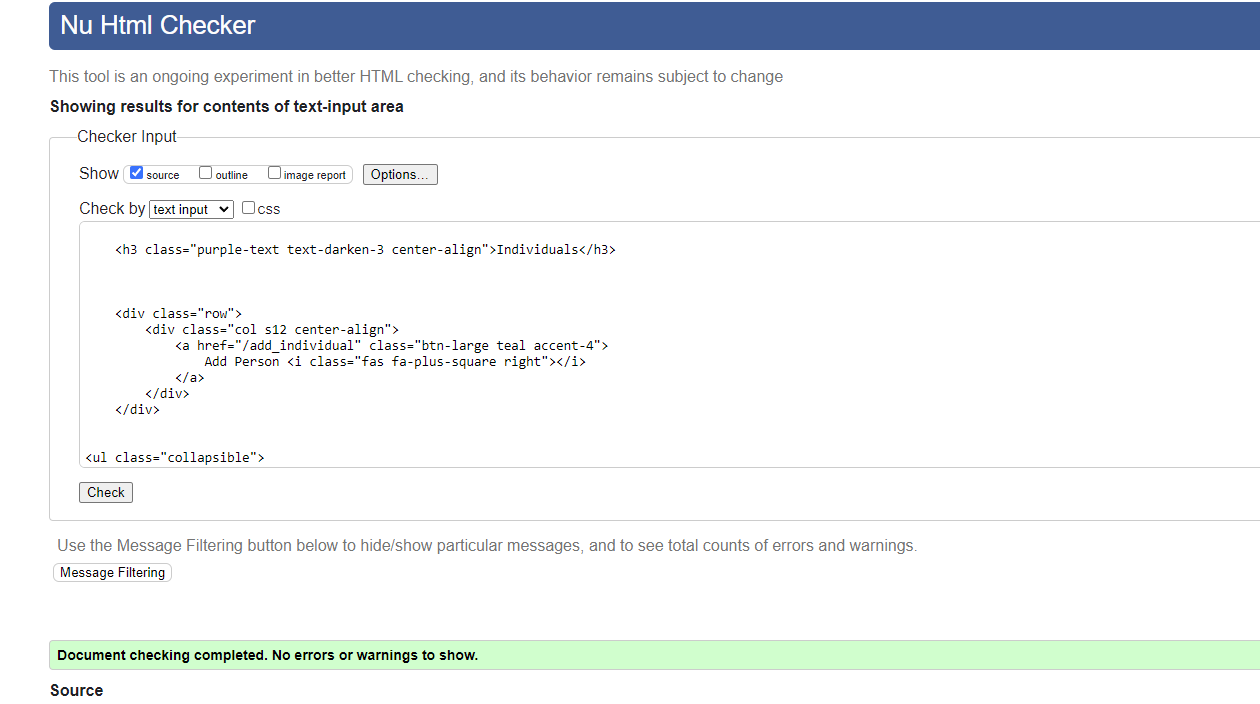 Nu Html Checker
This tool is an ongoing experiment in better HTML checking, and its behavior remains subject to change
Showing results for contents of text-input area
Checker Input
Show source outline image report Options...
Check by text input css
<h3 class="purple-text text-darken-3 center-align">Individuals</h3>
<div class="row">
<div class="col s12 center-align">
<a href="/add_individual" class="btn-large teal accent-4">
Add Person <i class="fas fa-plus-square right"></i>
</a>
</div>
</div>
<ul class="collapsible">
Check
Use the Message Filtering button below to hide/show particular messages, and to see total counts of errors and warnings.
Message Filtering
Document checking completed. No errors or warnings to show.
Source